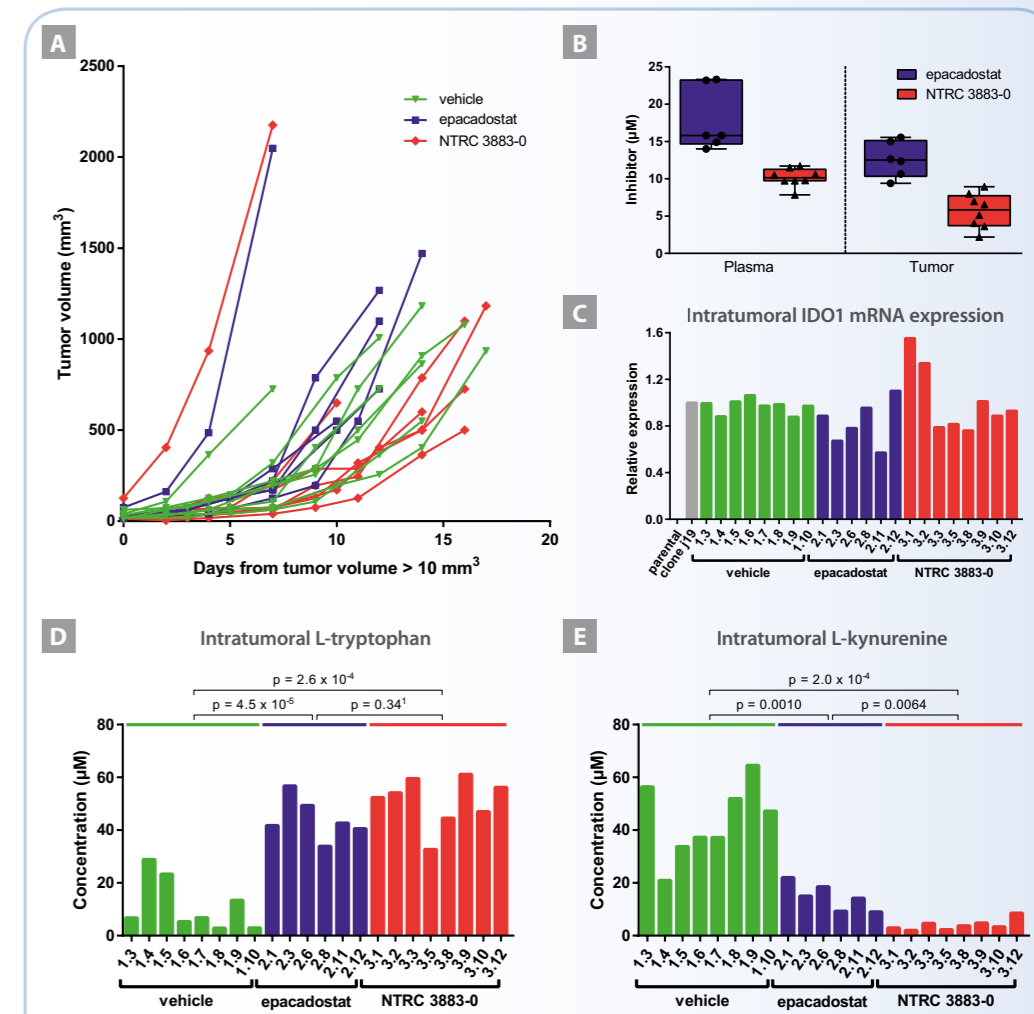 A
2500
2000
1500
1000
500
0
Tumor volume (mm³)
vehicle
epacadostat
NTRC 3883-0
0 5 10 15 20
Days from tumor volume > 10 mm³
B
25
20
15
10
5
0
Inhibitor (µM)
epacadostat
NTRC 3883-0
Plasma Tumor
C
Intratumoral IDO1 mRNA expression
1.6
1.2
0.8
0.4
0.0
Relative expression
parental
clone j19
1.3 1.4 1.5 1.6 1.7 1.8 1.9 1.10 2.1 2.3 2.6 2.8 2.11 2.12 3.1 3.2 3.3 3.5 3.8 3.9 3.10 3.12
vehicle epacadostat NTRC 3883-0
D
Intratumoral L-tryptophan
p = 2.6 x 10⁻⁴
p = 4.5 x 10⁻⁵ p = 0.34¹
80
60
40
20
0
Concentration (µM)
1.3 1.4 1.5 1.6 1.7 1.8 1.9 1.10 2.1 2.3 2.6 2.8 2.11 2.12 3.1 3.2 3.3 3.5 3.8 3.9 3.10 3.12
vehicle epacadostat NTRC 3883-0
E
Intratumoral L-kynurenine
p = 2.0 x 10⁻⁴
p = 0.0010 p = 0.0064
80
60
40
20
0
Concentration (µM)
1.3 1.4 1.5 1.6 1.7 1.8 1.9 1.10 2.1 2.3 2.6 2.8 2.11 2.12 3.1 3.2 3.3 3.5 3.8 3.9 3.10 3.12
vehicle epacadostat NTRC 3883-0